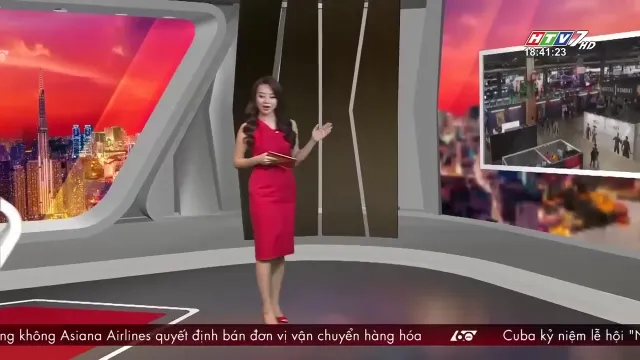 HTV7 HD
18:41:23
ng không Asiana Airlines quyết định bán đơn vị vận chuyển hàng hóa 60 Cuba kỷ niệm lễ hội "N